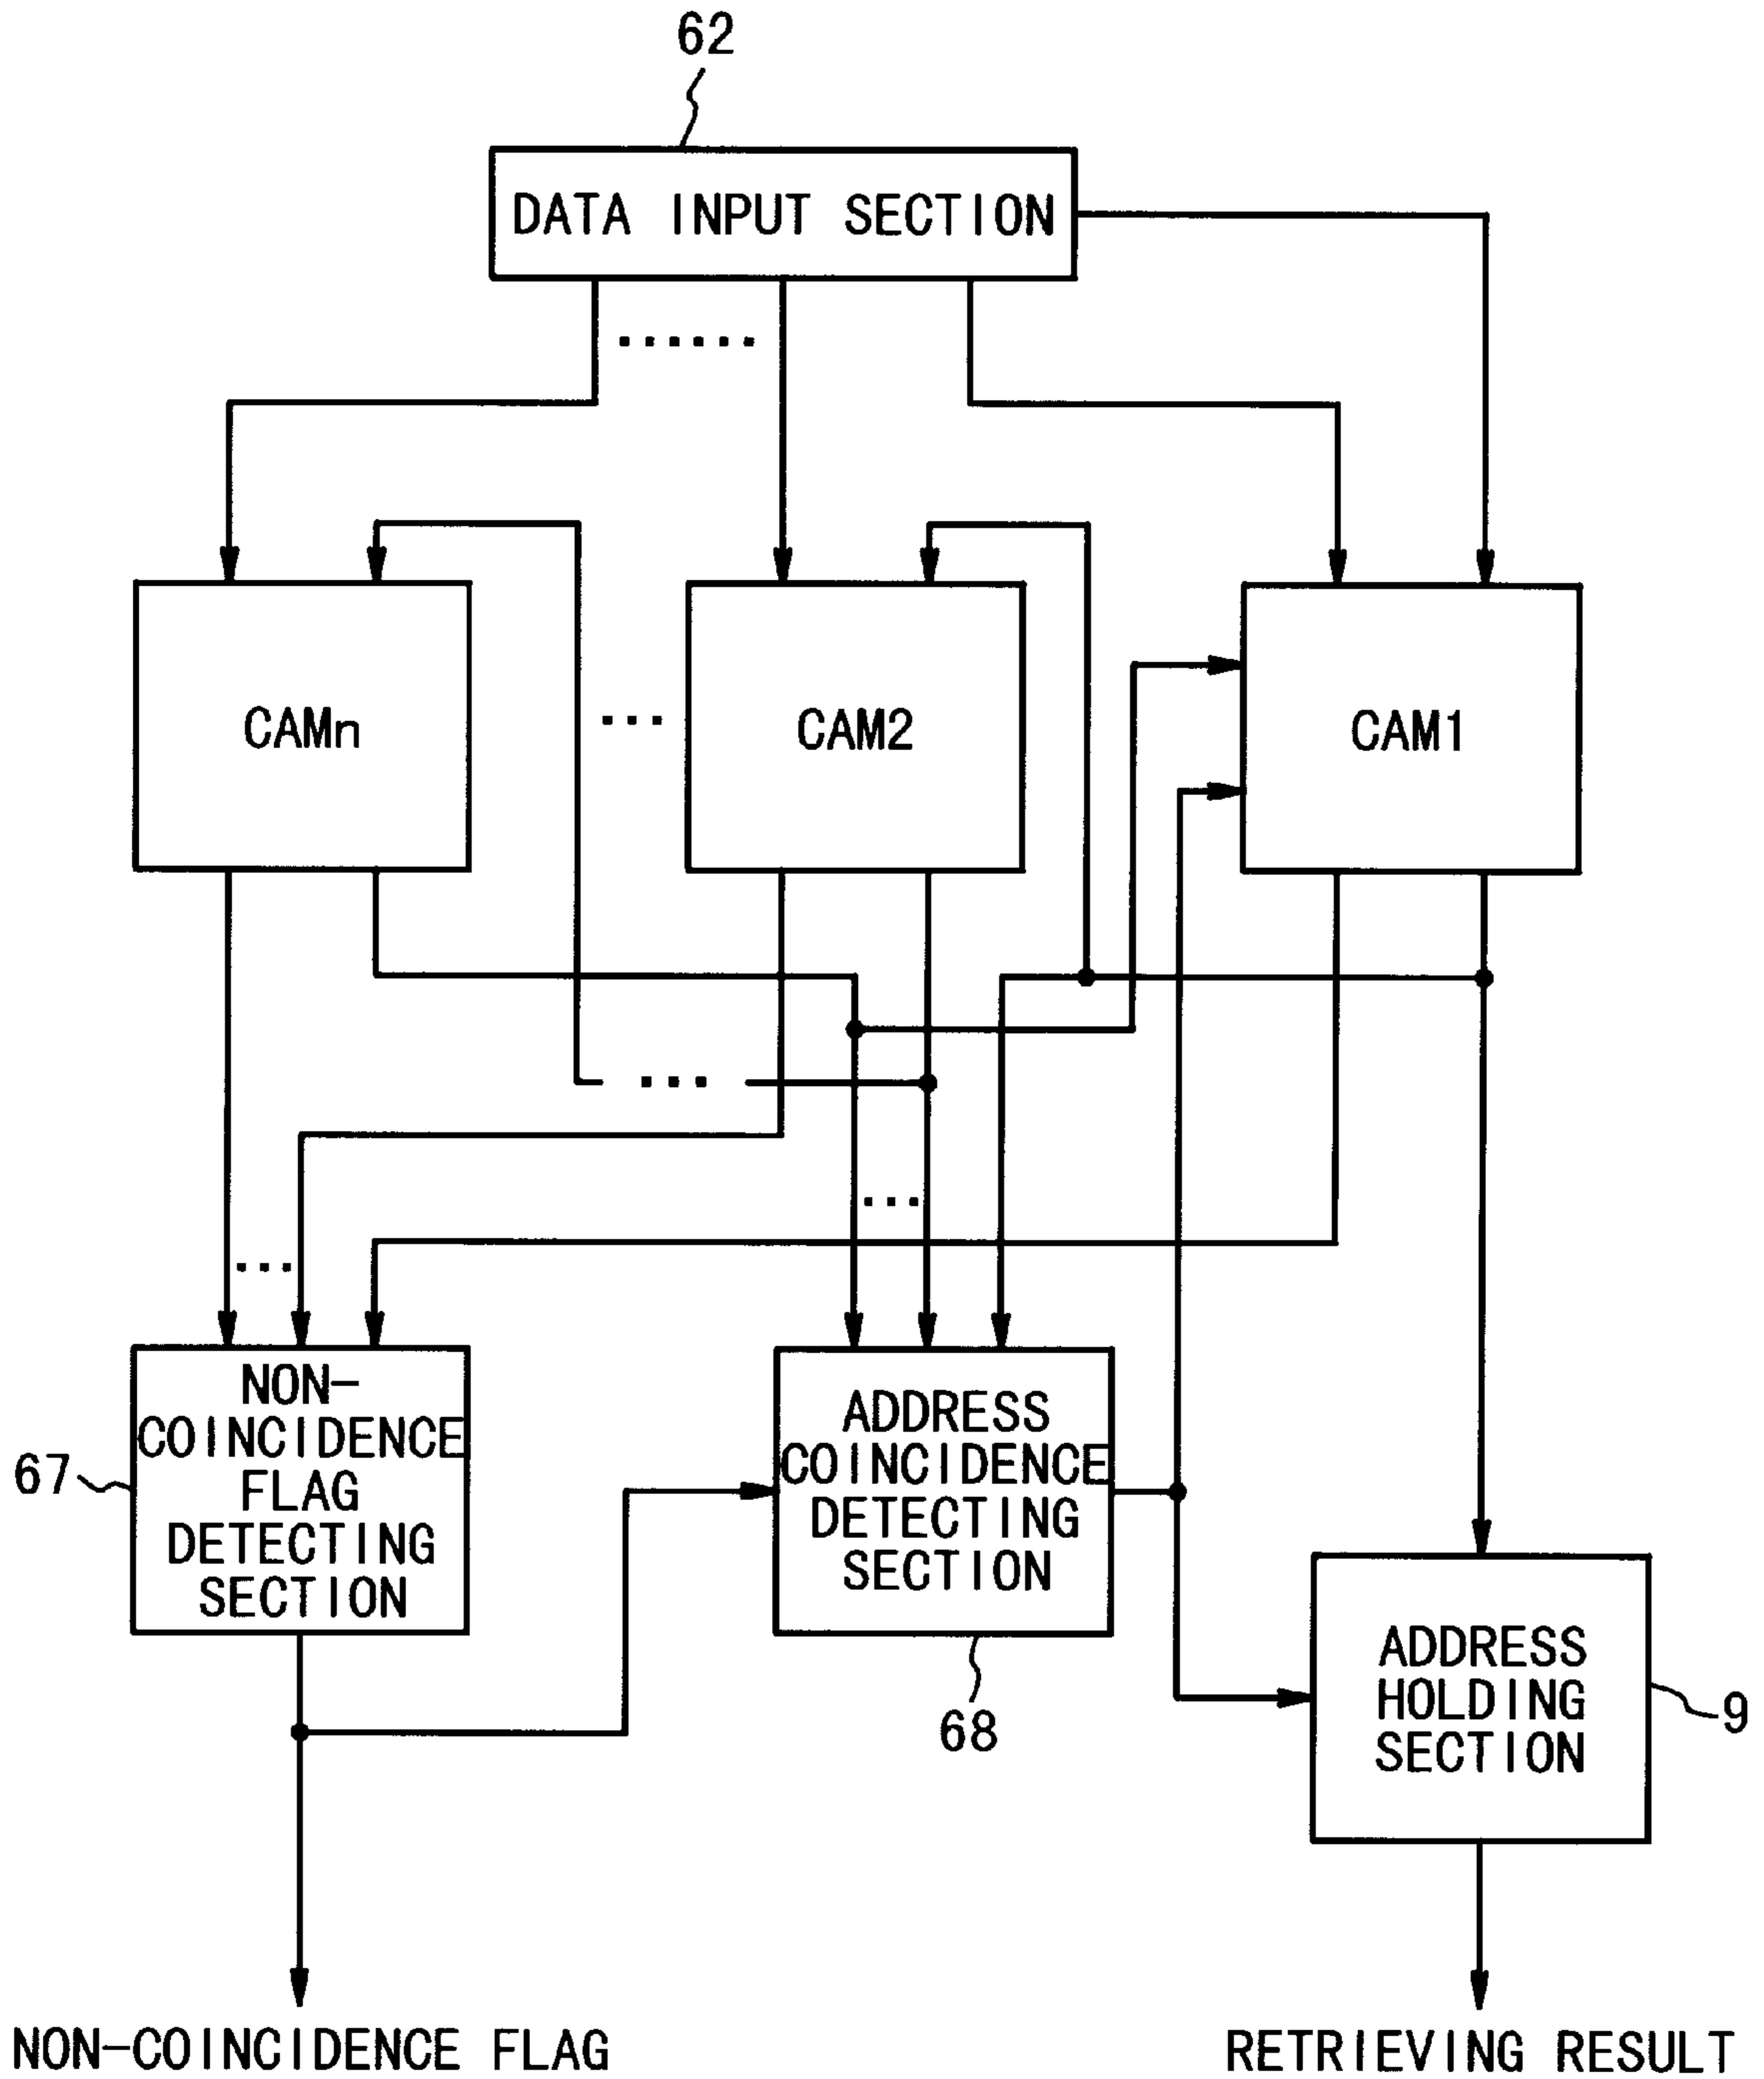 62
DATA INPUT SECTION
......
CAMn
...
CAM2
CAM1
...
...
...
67
NON-
COINCIDENCE
FLAG
DETECTING
SECTION
ADDRESS
COINCIDENCE
DETECTING
SECTION
68
ADDRESS
HOLDING
SECTION
9
NON-COINCIDENCE FLAG
RETRIEVING RESULT